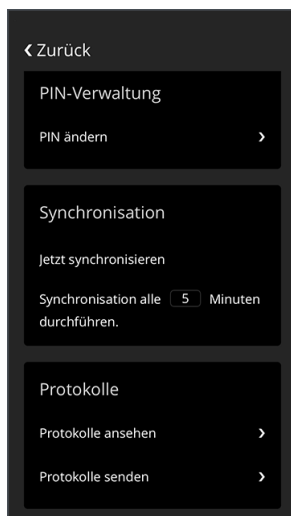 Zurück
PIN-Verwaltung
PIN ändern
Synchronisation
Jetzt synchronisieren
Synchronisation alle 5 Minuten
durchführen.
Protokolle
Protokolle ansehen
Protokolle senden